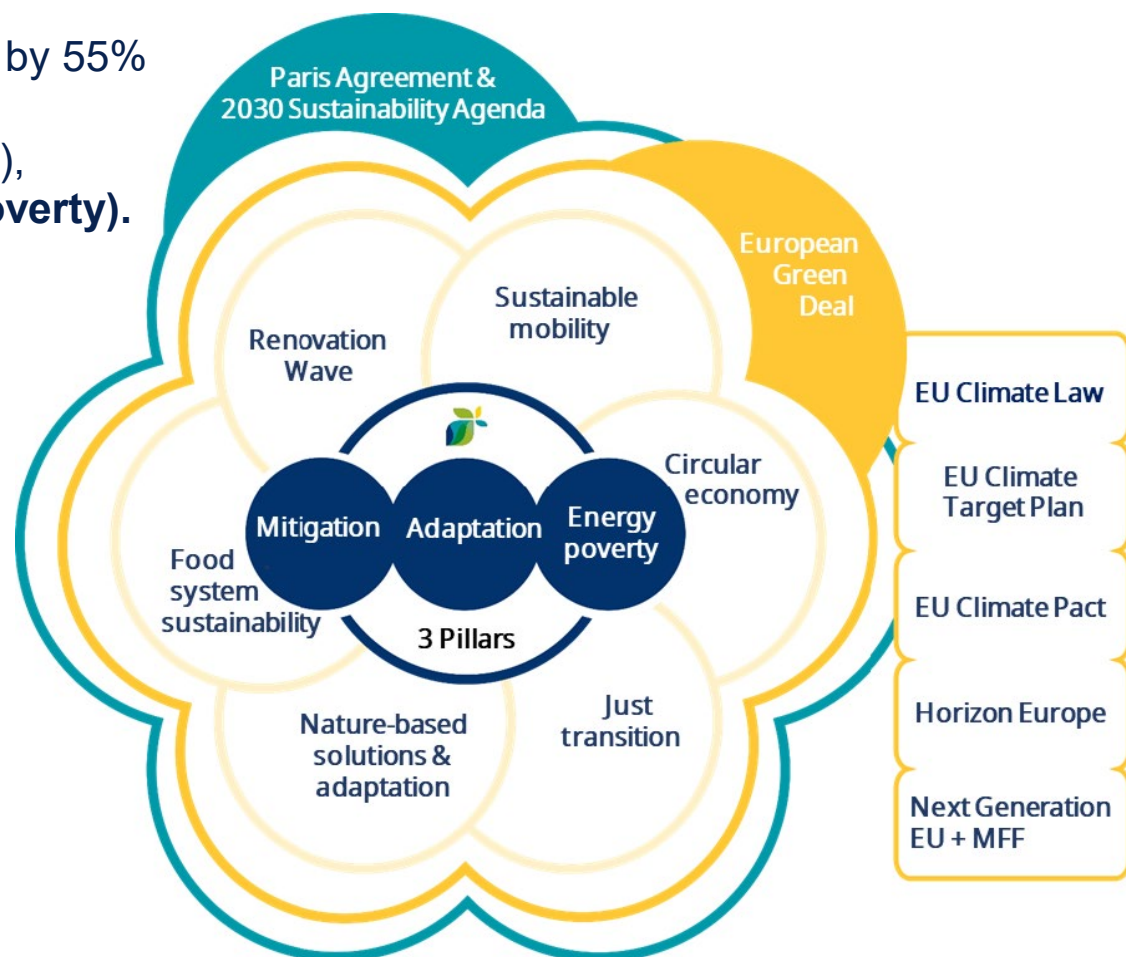 by 55%
),
overty).
Paris Agreement &
2030 Sustainability Agenda
European
Green
Deal
Renovation
Wave
Sustainable
mobility
Circular
economy
Mitigation
Adaptation
Energy
poverty
Food
system
sustainability
3 Pillars
Nature-based
solutions &
adaptation
Just
transition
EU Climate Law
EU Climate
Target Plan
EU Climate Pact
Horizon Europe
Next Generation
EU + MFF